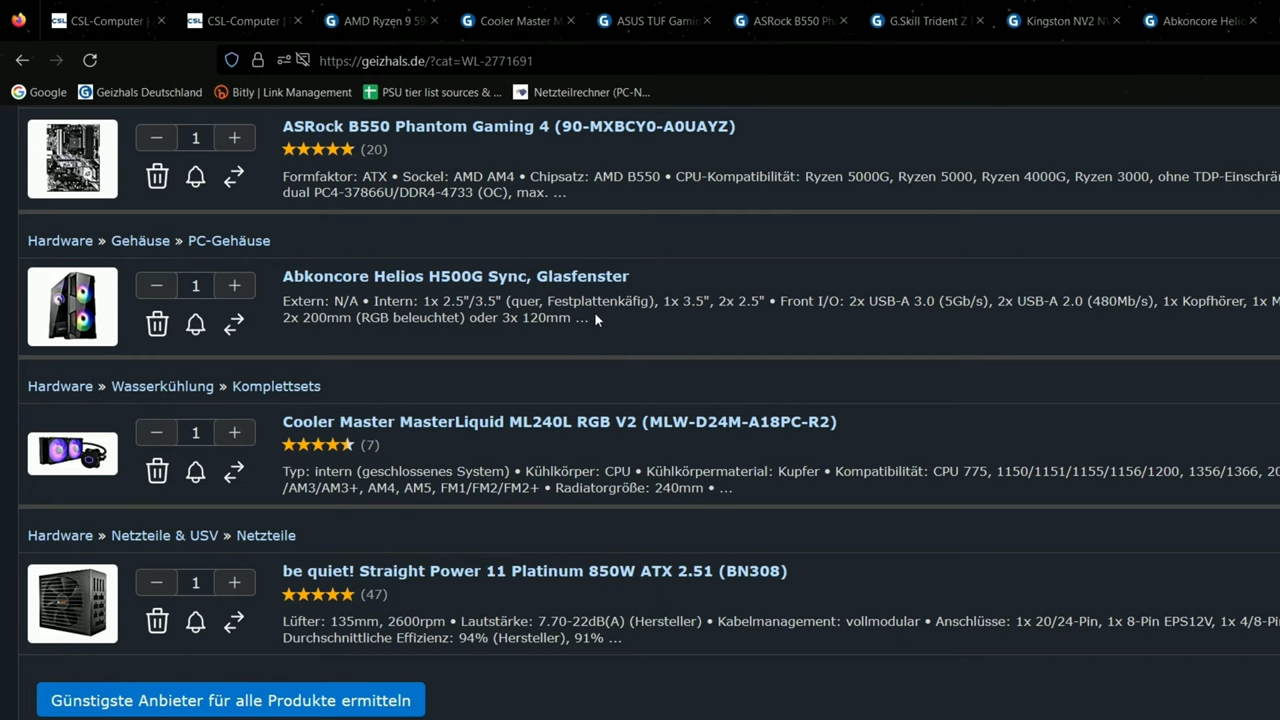 CSL CSL-Computer |
CSL CSL-Computer |
AMD Ryzen 9 59
Cooler Master M
ASUS TUF Gamin
ASRock B550 Ph
G.Skill Trident Z
Kingston NV2 NV
Abkoncore Helio
https://geizhals.de/?cat=WL-2771691
Google
Geizhals Deutschland
Bitly | Link Management
PSU tier list sources & ...
Netzteilrechner (PC-N...
ASRock B550 Phantom Gaming 4 (90-MXBCY0-A0UAYZ)
1
(20)
Formfaktor: ATX • Sockel: AMD AM4 • Chipsatz: AMD B550 • CPU-Kompatibilität: Ryzen 5000G, Ryzen 5000, Ryzen 4000G, Ryzen 3000, ohne TDP-Einschrä
dual PC4-37866U/DDR4-4733 (OC), max. ...
Hardware » Gehäuse » PC-Gehäuse
Abkoncore Helios H500G Sync, Glasfenster
1
Extern: N/A • Intern: 1x 2.5"/3.5" (quer, Festplattenkäfig), 1x 3.5", 2x 2.5" • Front I/O: 2x USB-A 3.0 (5Gb/s), 2x USB-A 2.0 (480Mb/s), 1x Kopfhörer, 1x M
2x 200mm (RGB beleuchtet) oder 3x 120mm ...
Hardware » Wasserkühlung » Komplettsets
Cooler Master MasterLiquid ML240L RGB V2 (MLW-D24M-A18PC-R2)
1
(7)
Typ: intern (geschlossenes System) • Kühlkörper: CPU • Kühlkörpermaterial: Kupfer • Kompatibilität: CPU 775, 1150/1151/1155/1156/1200, 1356/1366, 20
/AM3/AM3+, AM4, AM5, FM1/FM2/FM2+ • Radiatorgröße: 240mm • ...
Hardware » Netzteile & USV » Netzteile
be quiet! Straight Power 11 Platinum 850W ATX 2.51 (BN308)
1
(47)
Lüfter: 135mm, 2600rpm • Lautstärke: 7.70-22dB(A) (Hersteller) • Kabelmanagement: vollmodular • Anschlüsse: 1x 20/24-Pin, 1x 8-Pin EPS12V, 1x 4/8-Pi
Durchschnittliche Effizienz: 94% (Hersteller), 91% ...
Günstigste Anbieter für alle Produkte ermitteln